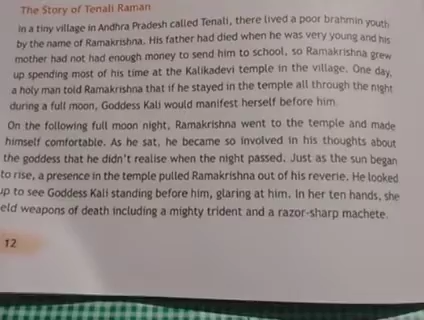 The Story of Tenali Raman
In a tiny village in Andhra Pradesh called Tenali, there lived a poor brahmin youth
by the name of Ramakrishna. His father had died when he was very young and his
mother had not had enough money to send him to school, so Ramakrishna grew
up spending most of his time at the Kalikadevi temple in the village. One day,
a holy man told Ramakrishna that if he stayed in the temple all through the night
during a full moon, Goddess Kali would manifest herself before him.
On the following full moon night, Ramakrishna went to the temple and made
himself comfortable. As he sat, he became so involved in his thoughts about
the goddess that he didn't realise when the night passed. Just as the sun began
to rise, a presence in the temple pulled Ramakrishna out of his reverie. He looked
up to see Goddess Kali standing before him, glaring at him. In her ten hands, she
eld weapons of death including a mighty trident and a razor-sharp machete.
12